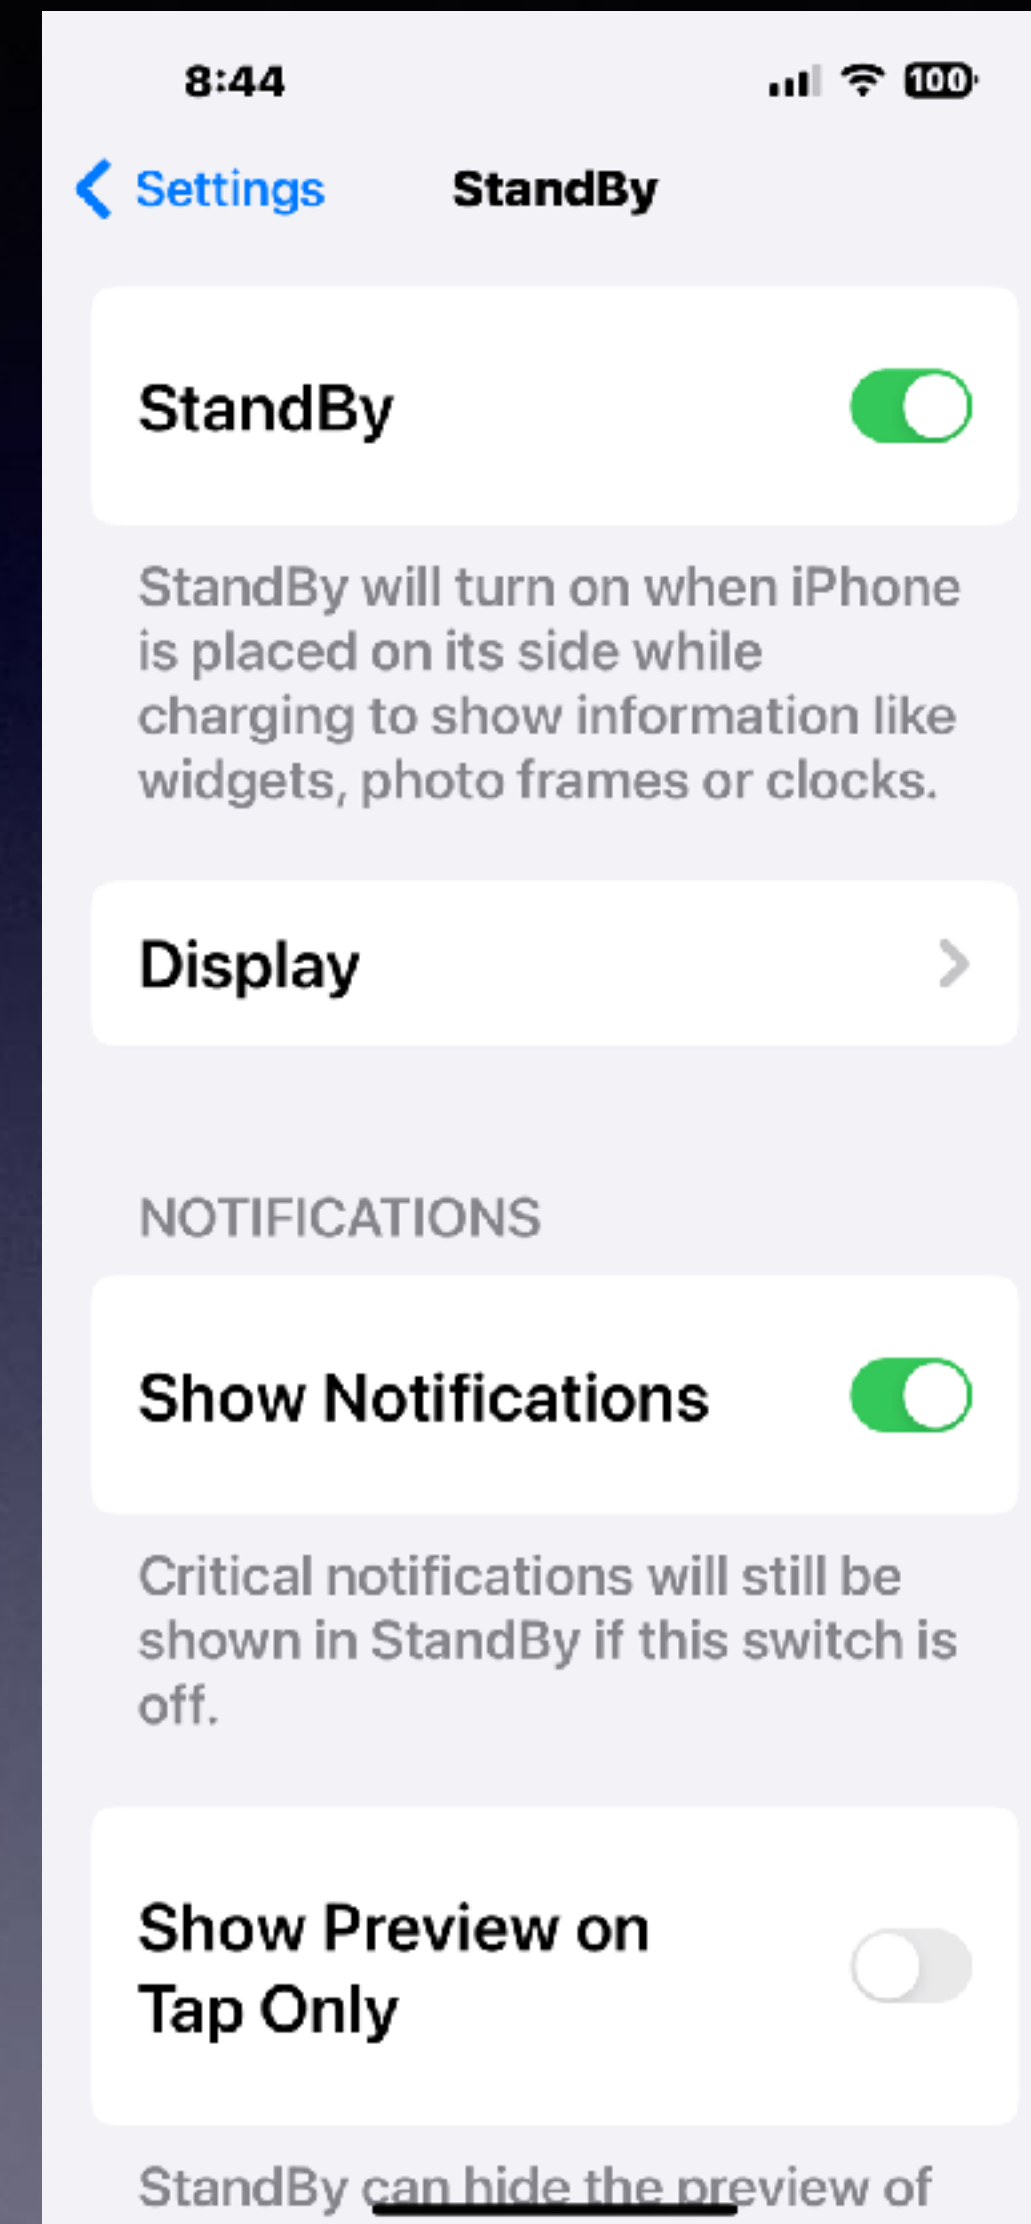 8:44
100
Settings
StandBy
StandBy
StandBy will turn on when iPhone
is placed on its side while
charging to show information like
widgets, photo frames or clocks.
Display
NOTIFICATIONS
Show Notifications
Critical notifications will still be
shown in StandBy if this switch is
off.
Show Preview on
Tap Only
StandBy can hide the preview of